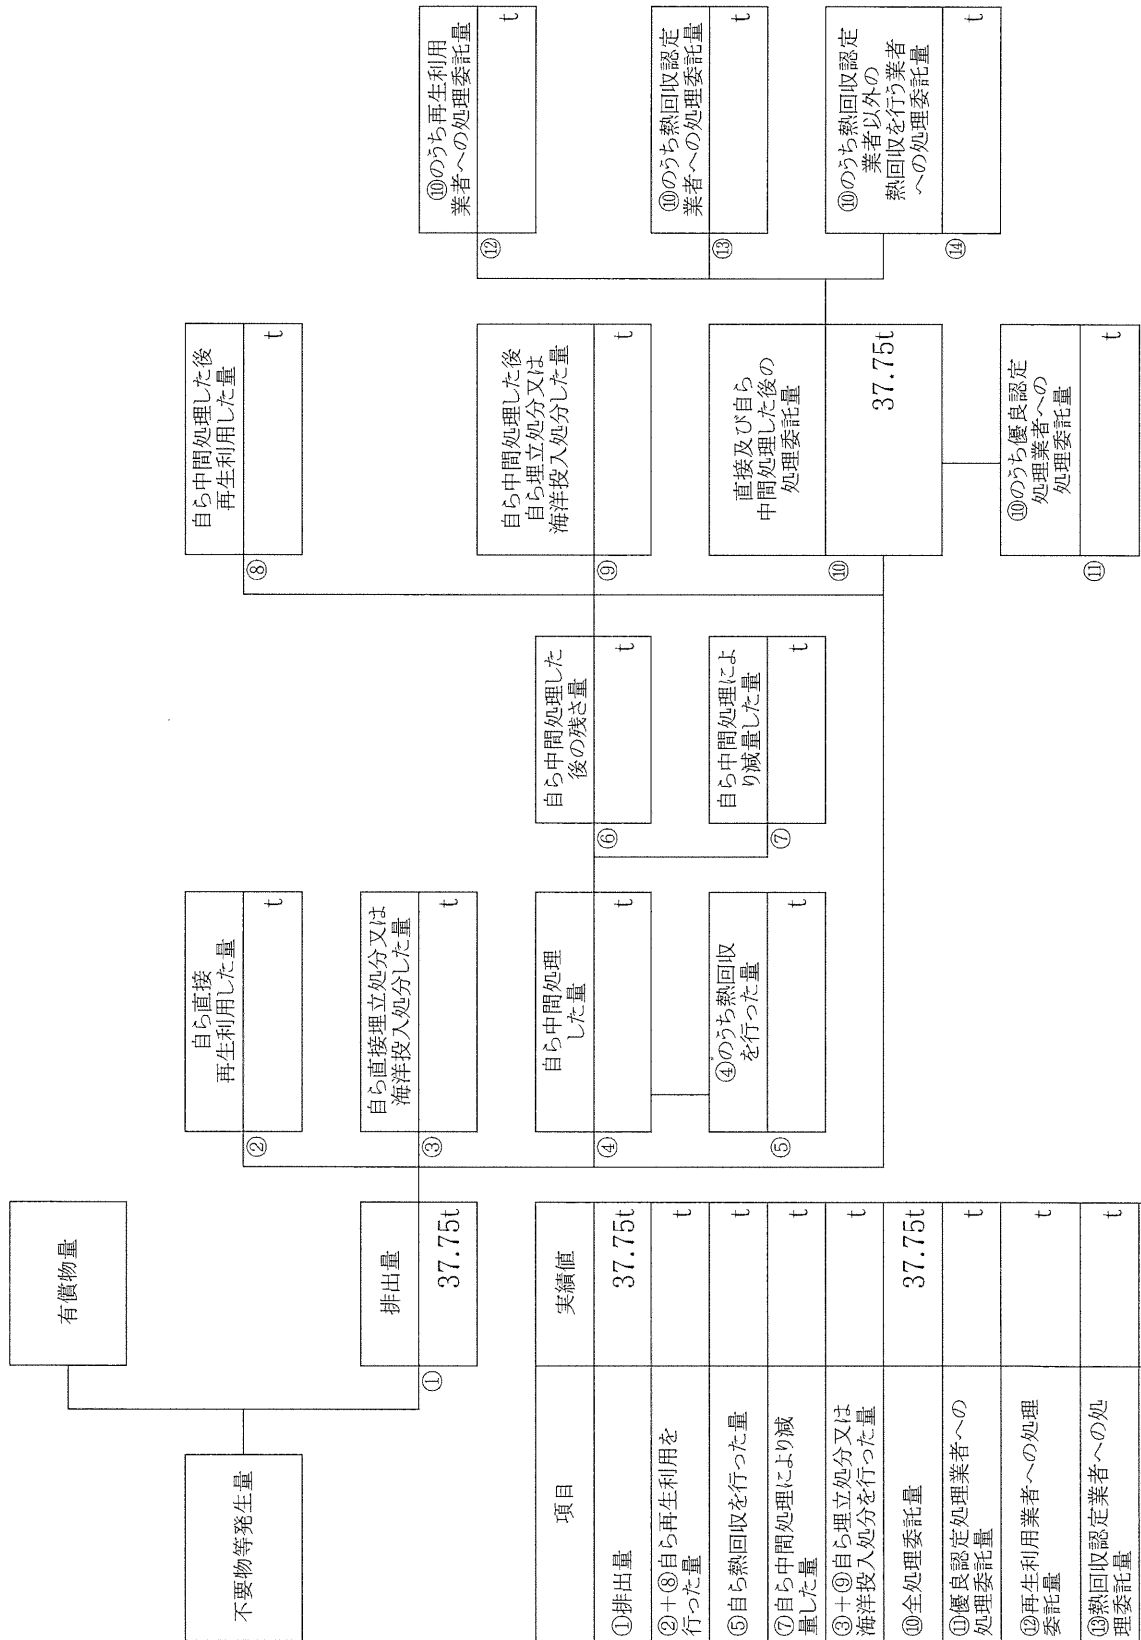 不要物等発生量
有償物量
排出量
①
37.75t
自ら直接
再生利用した量
②
t
自ら直接埋立処分又は
海洋投入処分した量
③
t
自ら中間処理
した量
④
t
④のうち熱回収
を行った量
⑤
t
自ら中間処理した
後の残さ量
⑥
t
自ら中間処理によ
り減量した量
⑦
t
自ら中間処理した後
再生利用した量
⑧
t
自ら中間処理した後
自ら埋立処分又は
海洋投入処分した量
⑨
t
直接及び自ら
中間処理した後の
処理委託量
⑩
37.75t
⑩のうち優良認定
処理業者への
処理委託量
⑪
t
⑩のうち再生利用
業者への処理委託量
⑫
t
⑩のうち熱回収認定
業者への処理委託量
⑬
t
⑩のうち熱回収認定
業者以外の
熱回収を行う業者
への処理委託量
⑭
t
項目 実績値
①排出量 37.75t
②+⑧自ら再生利用を
行った量 t
⑤自ら熱回収を行った量 t
⑦自ら中間処理により減
量した量 t
③+⑨自ら埋立処分又は
海洋投入処分を行った量 t
⑩全処理委託量 37.75t
⑪優良認定処理業者への
処理委託量 t
⑫再生利用業者への処理
委託量 t
⑬熱回収認定業者への処
理委託量 t